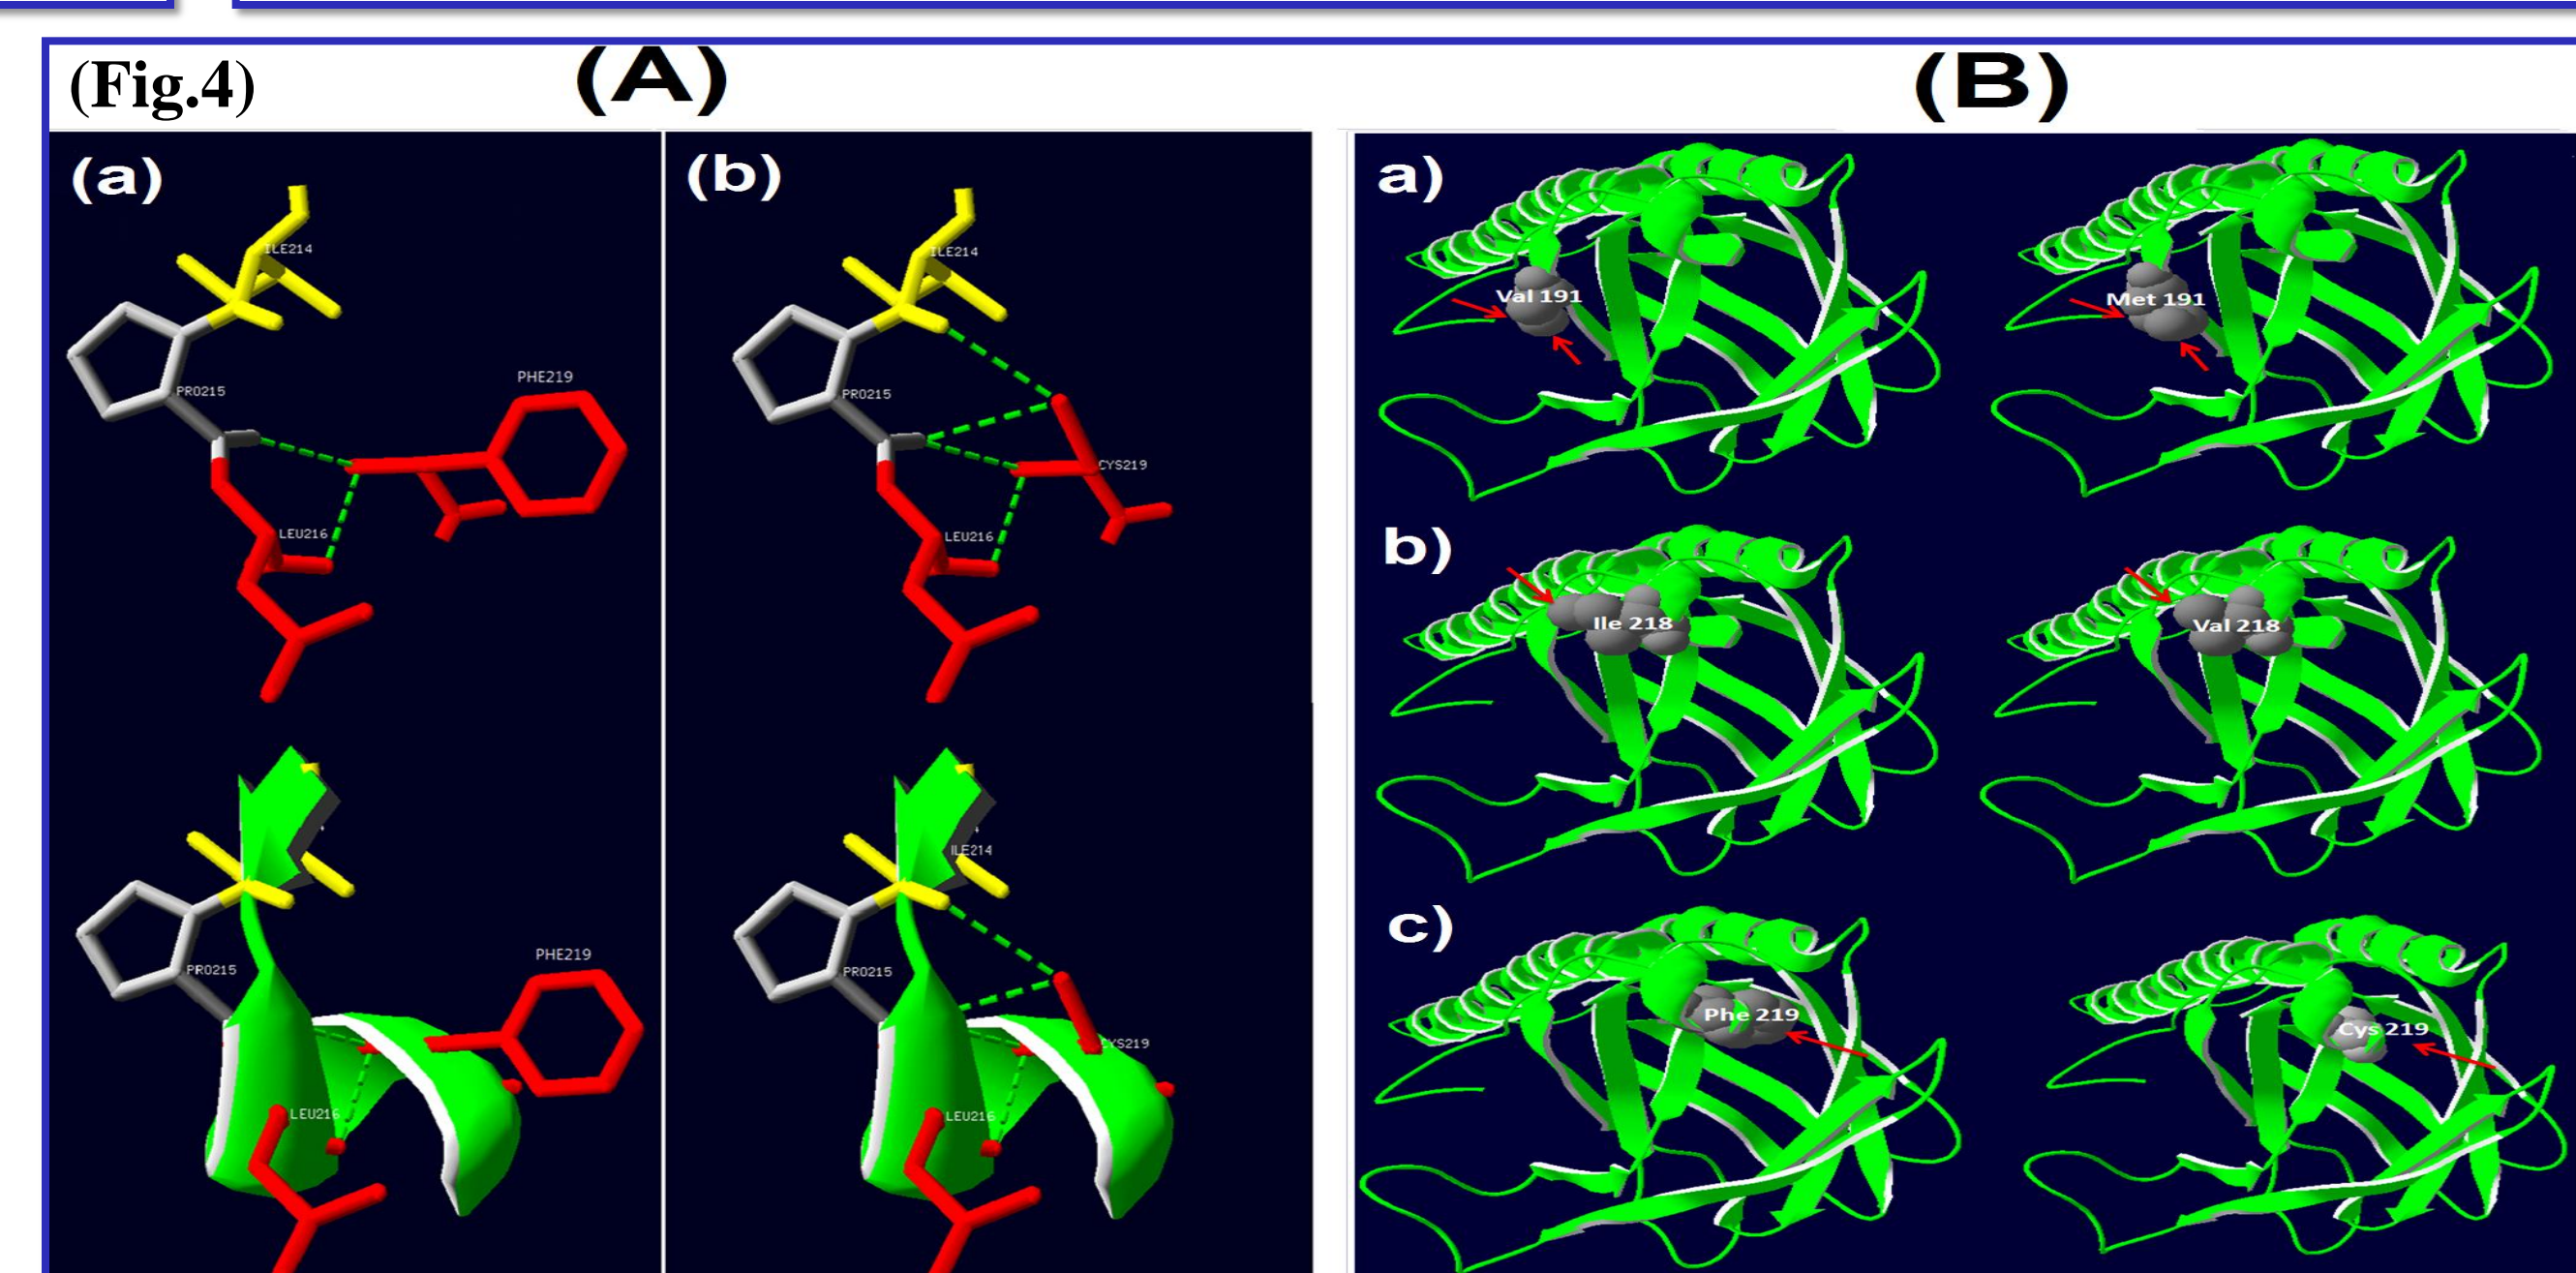 (Fig.4)
(A)
(B)
(a)
ILE214
PRO215
PHE219
LEU216
PRO215
PHE219
LEU216
(b)
ILE214
PRO215
CYS219
LEU216
ILE214
PRO215
CYS219
LEU216
a)
Val 191
Met 191
b)
Ile 218
Val 218
c)
Phe 219
Cys 219